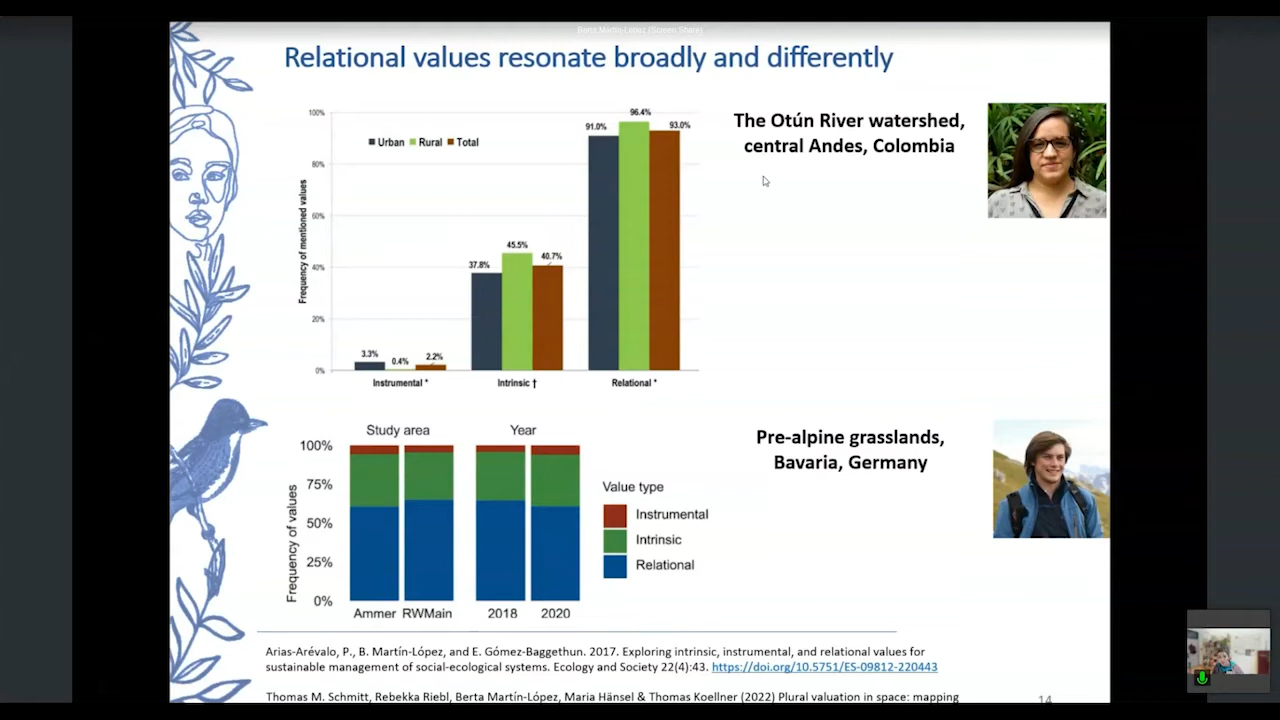 Berta Martín-López (Screen Share)
Relational values resonate broadly and differently
100%
80%
60%
40%
20%
0%
Frequency of mentioned values
Urban Rural Total
3.3%
0.4%
2.2%
37.8%
45.5%
40.7%
91.0%
96.4%
93.0%
Instrumental *
Intrinsic †
Relational *
The Otún River watershed,
central Andes, Colombia
Study area
Year
100%
75%
50%
25%
0%
Frequency of values
Ammer RWMain
2018
2020
Value type
Instrumental
Intrinsic
Relational
Pre-alpine grasslands,
Bavaria, Germany
Arias-Arévalo, P., B. Martín-López, and E. Gómez-Baggethun. 2017. Exploring intrinsic, instrumental, and relational values for
sustainable management of social-ecological systems. Ecology and Society 22(4):43. https://doi.org/10.5751/ES-09812-220443
Thomas M. Schmitt, Rebekka Riebl, Berta Martín-López, Maria Hänsel & Thomas Koellner (2022) Plural valuation in space: mapping
14